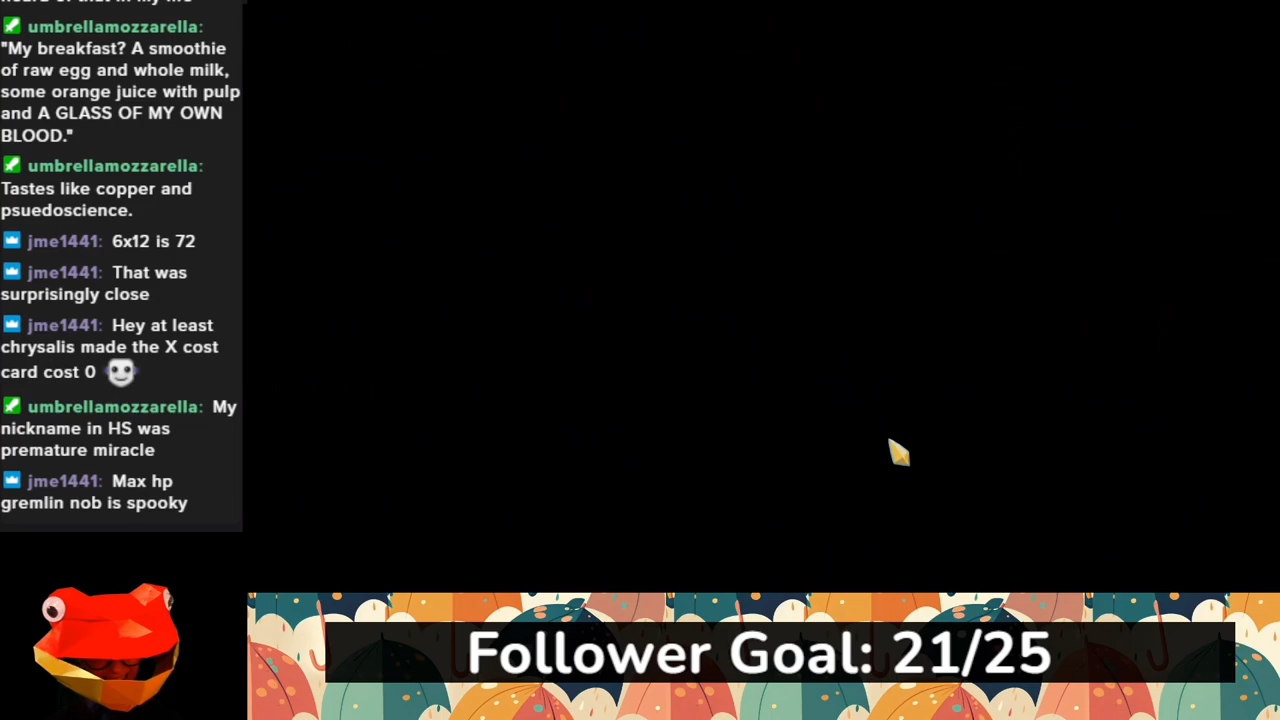 umbrellamozzarella:
"My breakfast? A smoothie
of raw egg and whole milk,
some orange juice with pulp
and A GLASS OF MY OWN
BLOOD."
umbrellamozzarella:
Tastes like copper and
psuedoscience.
jme1441: 6x12 is 72
jme1441: That was
surprisingly close
jme1441: Hey at least
chrysalis made the X cost
card cost 0
umbrellamozzarella: My
nickname in HS was
premature miracle
jme1441: Max hp
gremlin nob is spooky
Follower Goal: 21/25